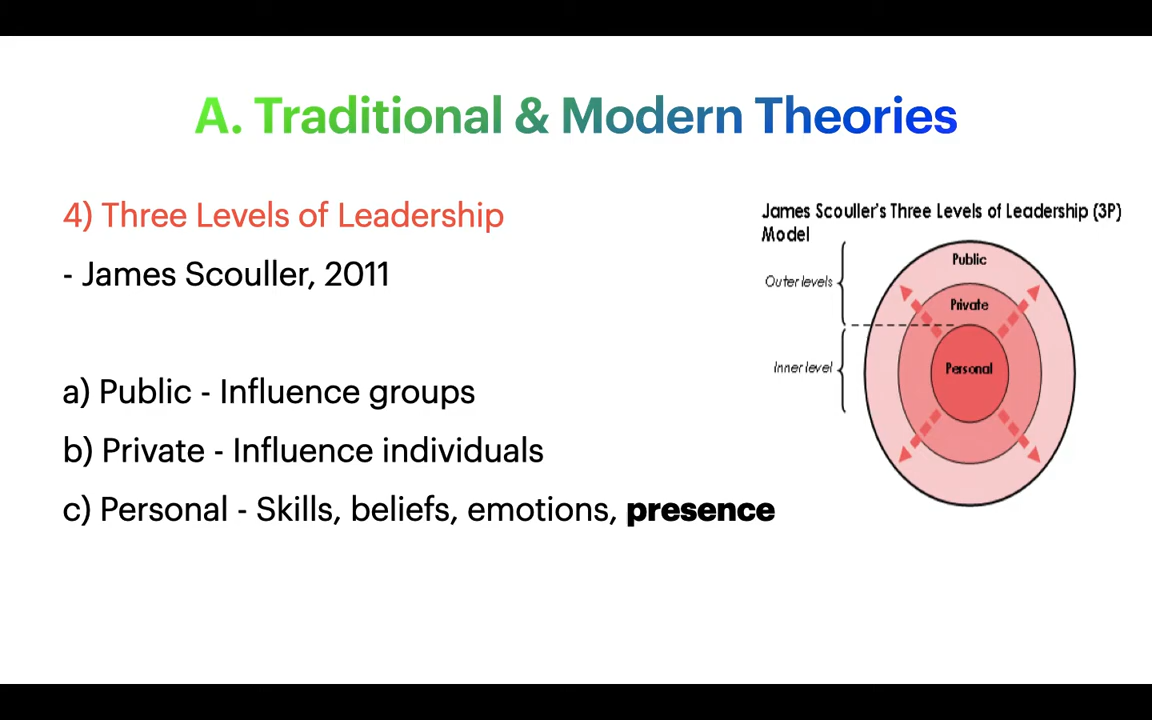 A. Traditional & Modern Theories
4) Three Levels of Leadership
- James Scouller, 2011
a) Public - Influence groups
b) Private - Influence individuals
c) Personal - Skills, beliefs, emotions, presence
James Scouller's Three Levels of Leadership (3P)
Model
Public
Outer levels
Private
Inner level
Personal